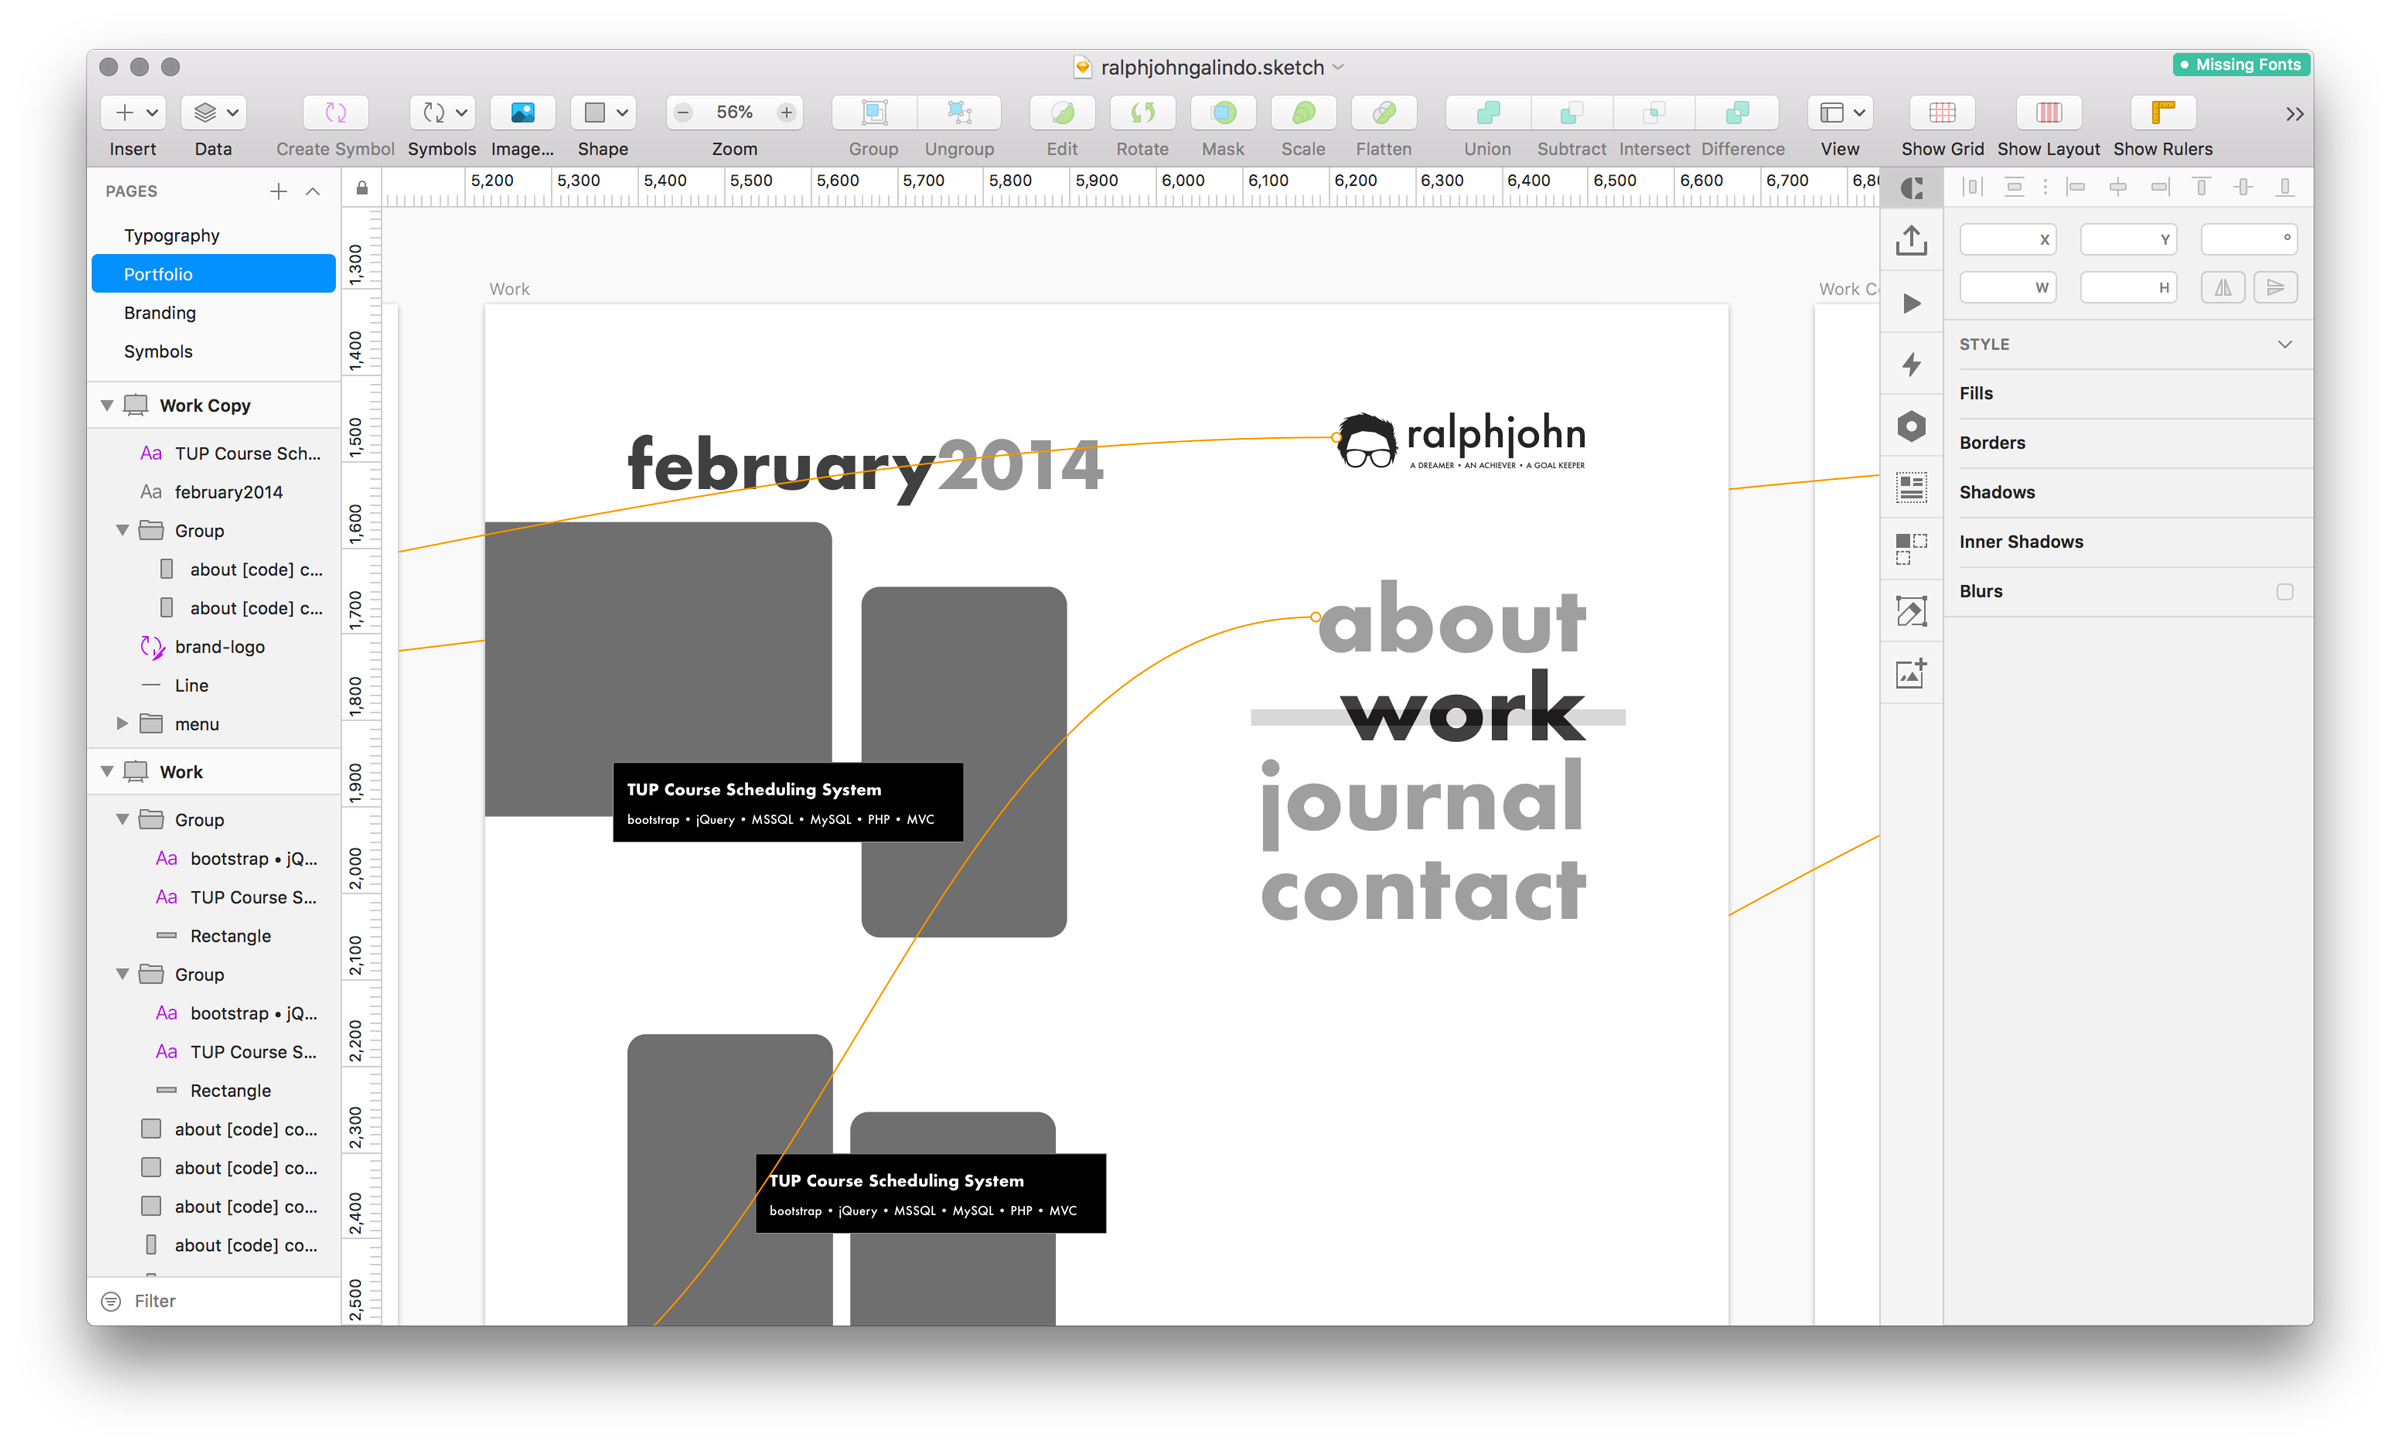 ralphjohngalindo.sketch
Missing Fonts
56%
Insert Data Create Symbol Symbols Image... Shape Zoom Group Ungroup Edit Rotate Mask Scale Flatten Union Subtract Intersect Difference View Show Grid Show Layout Show Rulers
PAGES
Typography
Portfolio
Branding
Symbols
Work Copy
Aa TUP Course Sch...
Aa february2014
Group
about [code] c...
about [code] c...
brand-logo
Line
menu
Work
Group
Aa bootstrap • jQ...
Aa TUP Course S...
Rectangle
Group
Aa bootstrap • jQ...
Aa TUP Course S...
Rectangle
about [code] co...
about [code] co...
about [code] co...
about [code] co...
Filter
5,200 5,300 5,400 5,500 5,600 5,700 5,800 5,900 6,000 6,100 6,200 6,300 6,400 6,500 6,600 6,700 6,80
1,300
1,400
1,500
1,600
1,700
1,800
1,900
2,000
2,100
2,200
2,300
2,400
2,500
Work
Work C
february2014
ralphjohn
A DREAMER • AN ACHIEVER • A GOAL KEEPER
about
work
journal
contact
TUP Course Scheduling System
bootstrap • jQuery • MSSQL • MySQL • PHP • MVC
TUP Course Scheduling System
bootstrap • jQuery • MSSQL • MySQL • PHP • MVC
X Y °
W H
STYLE
Fills
Borders
Shadows
Inner Shadows
Blurs